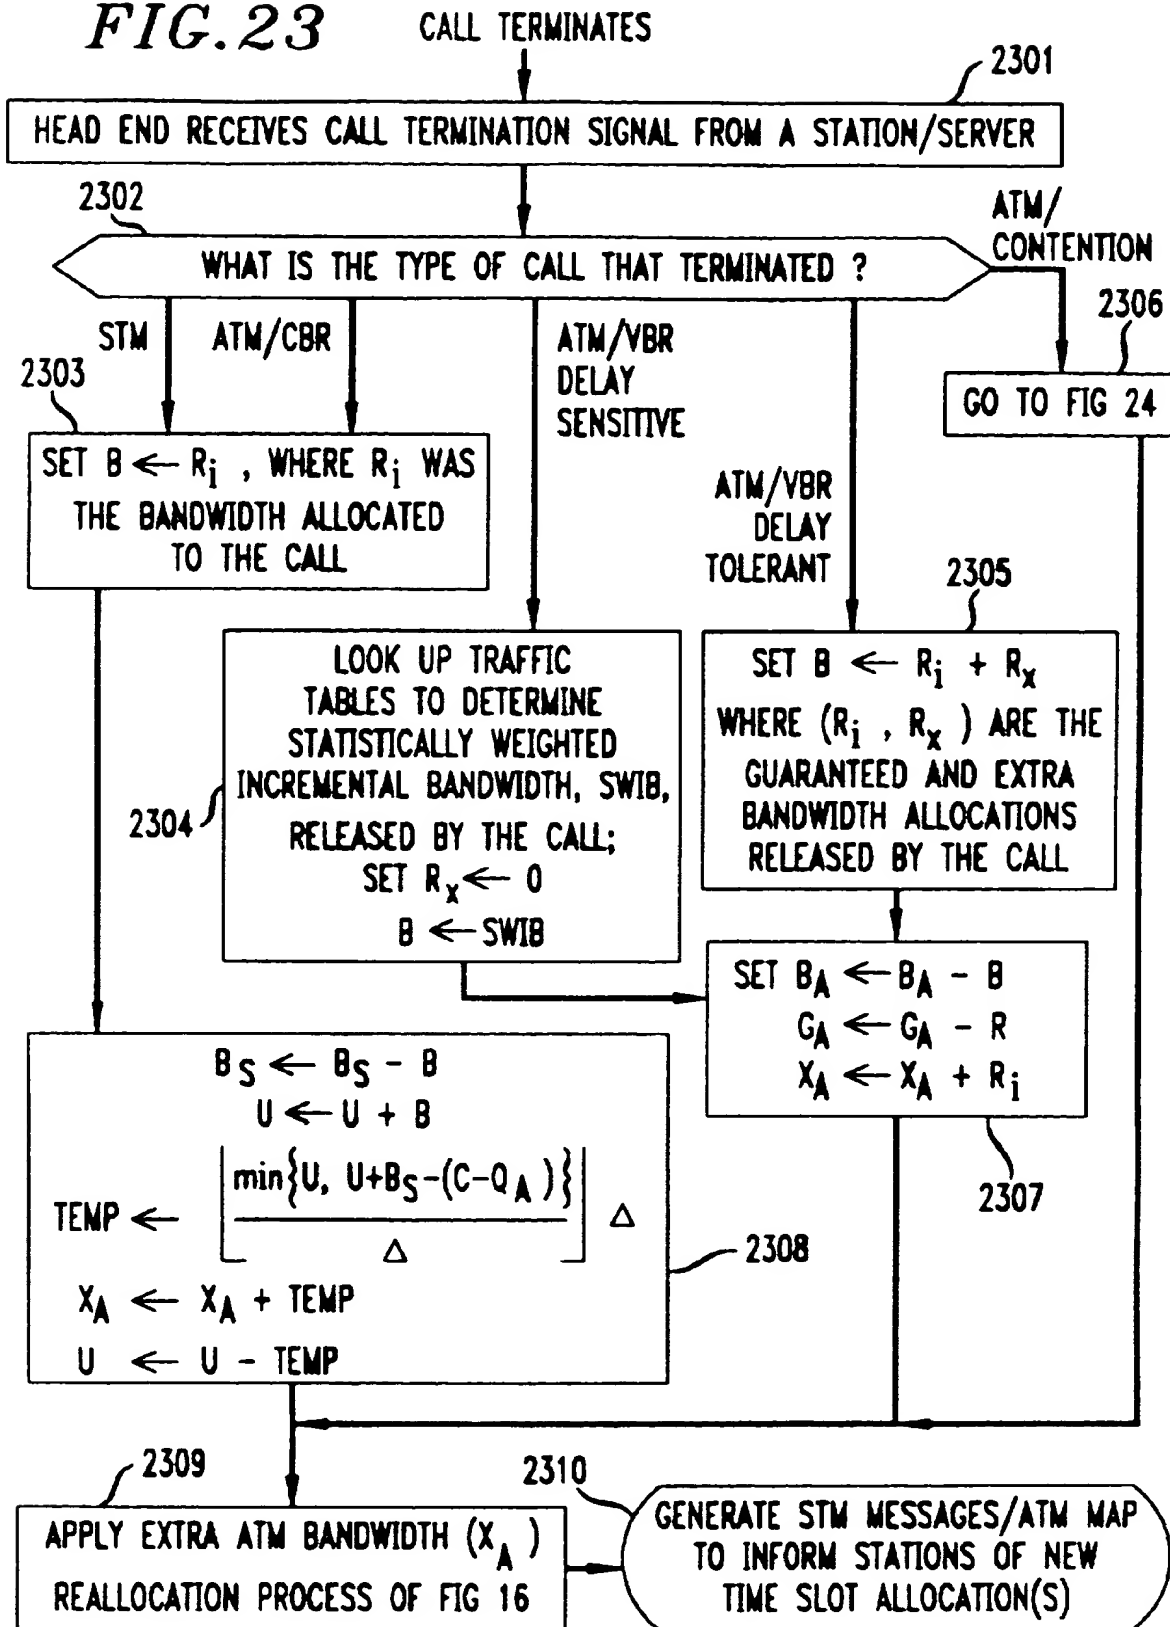 FIG.23
CALL TERMINATES
2301
HEAD END RECEIVES CALL TERMINATION SIGNAL FROM A STATION/SERVER
2302
WHAT IS THE TYPE OF CALL THAT TERMINATED ?
ATM/
CONTENTION
2306
GO TO FIG 24
STM
ATM/CBR
ATM/VBR
DELAY
SENSITIVE
ATM/VBR
DELAY
TOLERANT
2303
SET B ← Ri , WHERE Ri WAS
THE BANDWIDTH ALLOCATED
TO THE CALL
2304
LOOK UP TRAFFIC
TABLES TO DETERMINE
STATISTICALLY WEIGHTED
INCREMENTAL BANDWIDTH, SWIB,
RELEASED BY THE CALL;
SET Rx ← 0
B ← SWIB
2305
SET B ← Ri + Rx
WHERE (Ri , Rx ) ARE THE
GUARANTEED AND EXTRA
BANDWIDTH ALLOCATIONS
RELEASED BY THE CALL
SET BA ← BA - B
GA ← GA - R
XA ← XA + Ri
2307
BS ← BS - B
U ← U + B
TEMP ← ⌊ min{U, U+BS-(C-QA )} / Δ ⌋ Δ
XA ← XA + TEMP
U ← U - TEMP
2308
2309
APPLY EXTRA ATM BANDWIDTH (XA )
REALLOCATION PROCESS OF FIG 16
2310
GENERATE STM MESSAGES/ATM MAP
TO INFORM STATIONS OF NEW
TIME SLOT ALLOCATION(S)